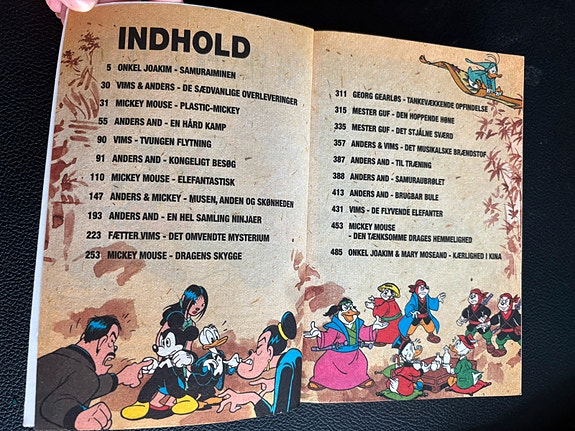 INDHOLD
5 ONKEL JOAKIM - SAMURAIMINEN
30 VIMS & ANDERS - DE SÆDVANLIGE OVERLEVERINGER
31 MICKEY MOUSE - PLASTIC-MICKEY
55 ANDERS AND - EN HÅRD KAMP
90 VIMS - TVUNGEN FLYTNING
91 ANDERS AND - KONGELIGT BESØG
110 MICKEY MOUSE - ELEFANTASTISK
147 ANDERS & MICKEY - MUSEN, ANDEN OG SKØNHEDEN
193 ANDERS AND - EN HEL SAMLING NINJAER
223 FÆTTER VIMS - DET OMVENDTE MYSTERIUM
253 MICKEY MOUSE - DRAGENS SKYGGE
311 GEORG GEARLØS - TANKEVÆKKENDE OPFINDELSE
315 MESTER GUF - DEN HOPPENDE HØNE
335 MESTER GUF - DET STJÅLNE SVÆRD
357 ANDERS & VIMS - DET MUSIKALSKE BRÆNDSTOF
387 ANDERS AND - TIL TRÆNING
388 ANDERS AND - SAMURAUBRØLET
413 ANDERS AND - BRUGBAR BULE
431 VIMS - DE FLYVENDE ELEFANTER
453 MICKEY MOUSE
- DEN TÆNKSOMME DRAGES HEMMELIGHED
485 ONKEL JOAKIM & MARY MOSEAND - KÆRLIGHED I KINA